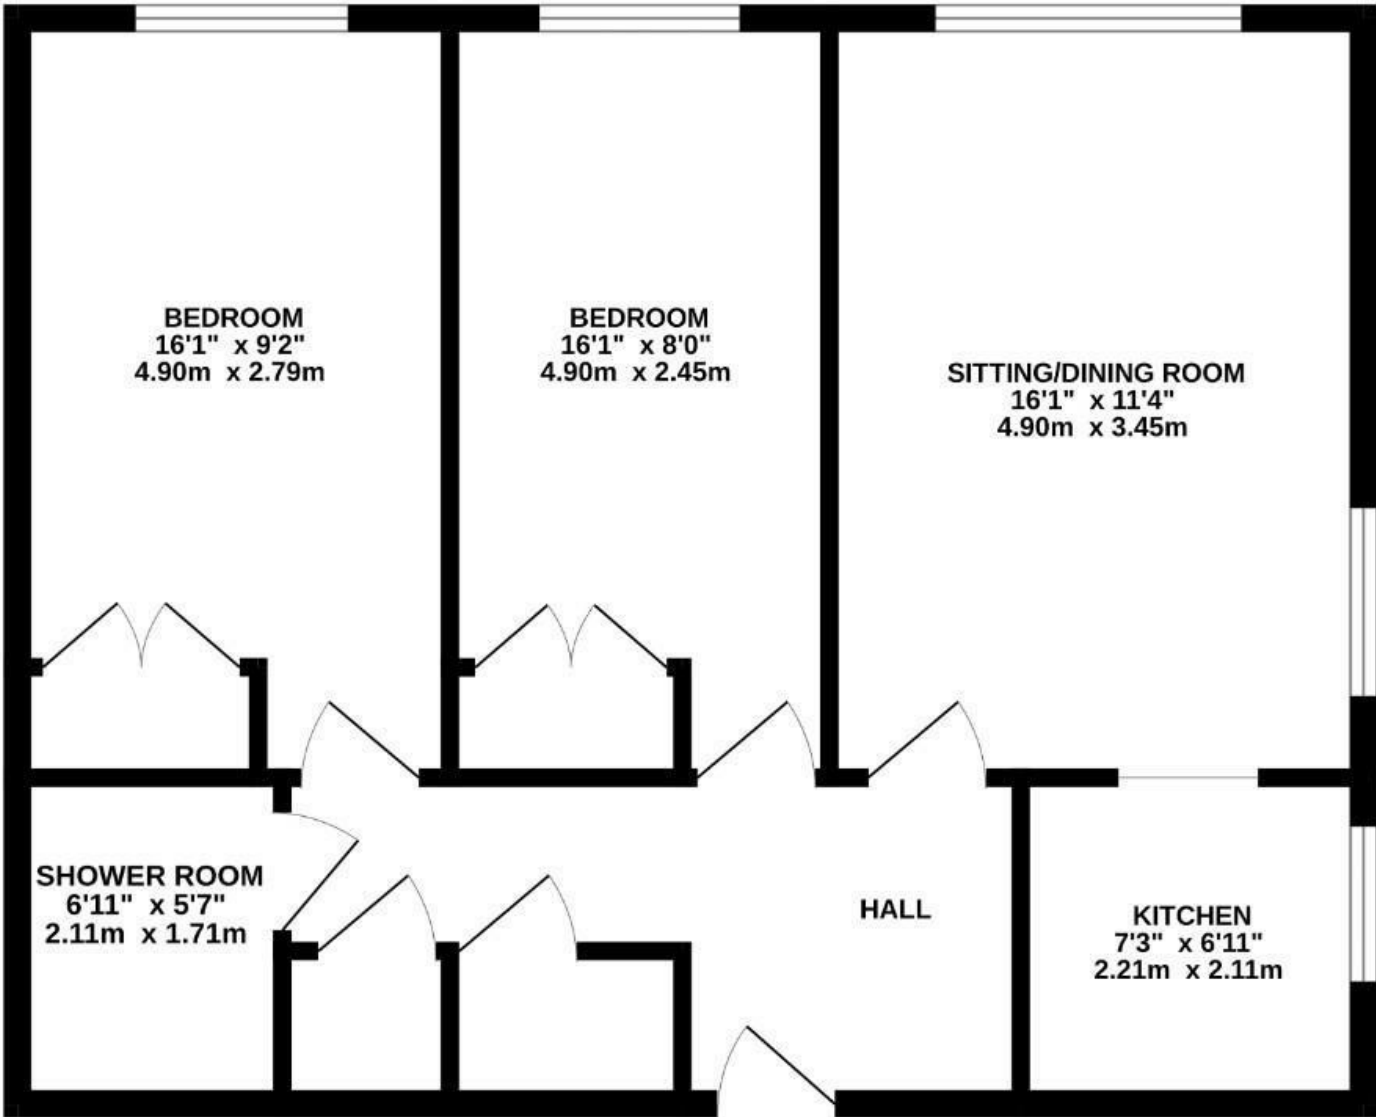 BEDROOM
16'1" x 9'2"
4.90m x 2.79m
BEDROOM
16'1" x 8'0"
4.90m x 2.45m
SITTING/DINING ROOM
16'1" x 11'4"
4.90m x 3.45m
SHOWER ROOM
6'11" x 5'7"
2.11m x 1.71m
HALL
KITCHEN
7'3" x 6'11"
2.21m x 2.11m